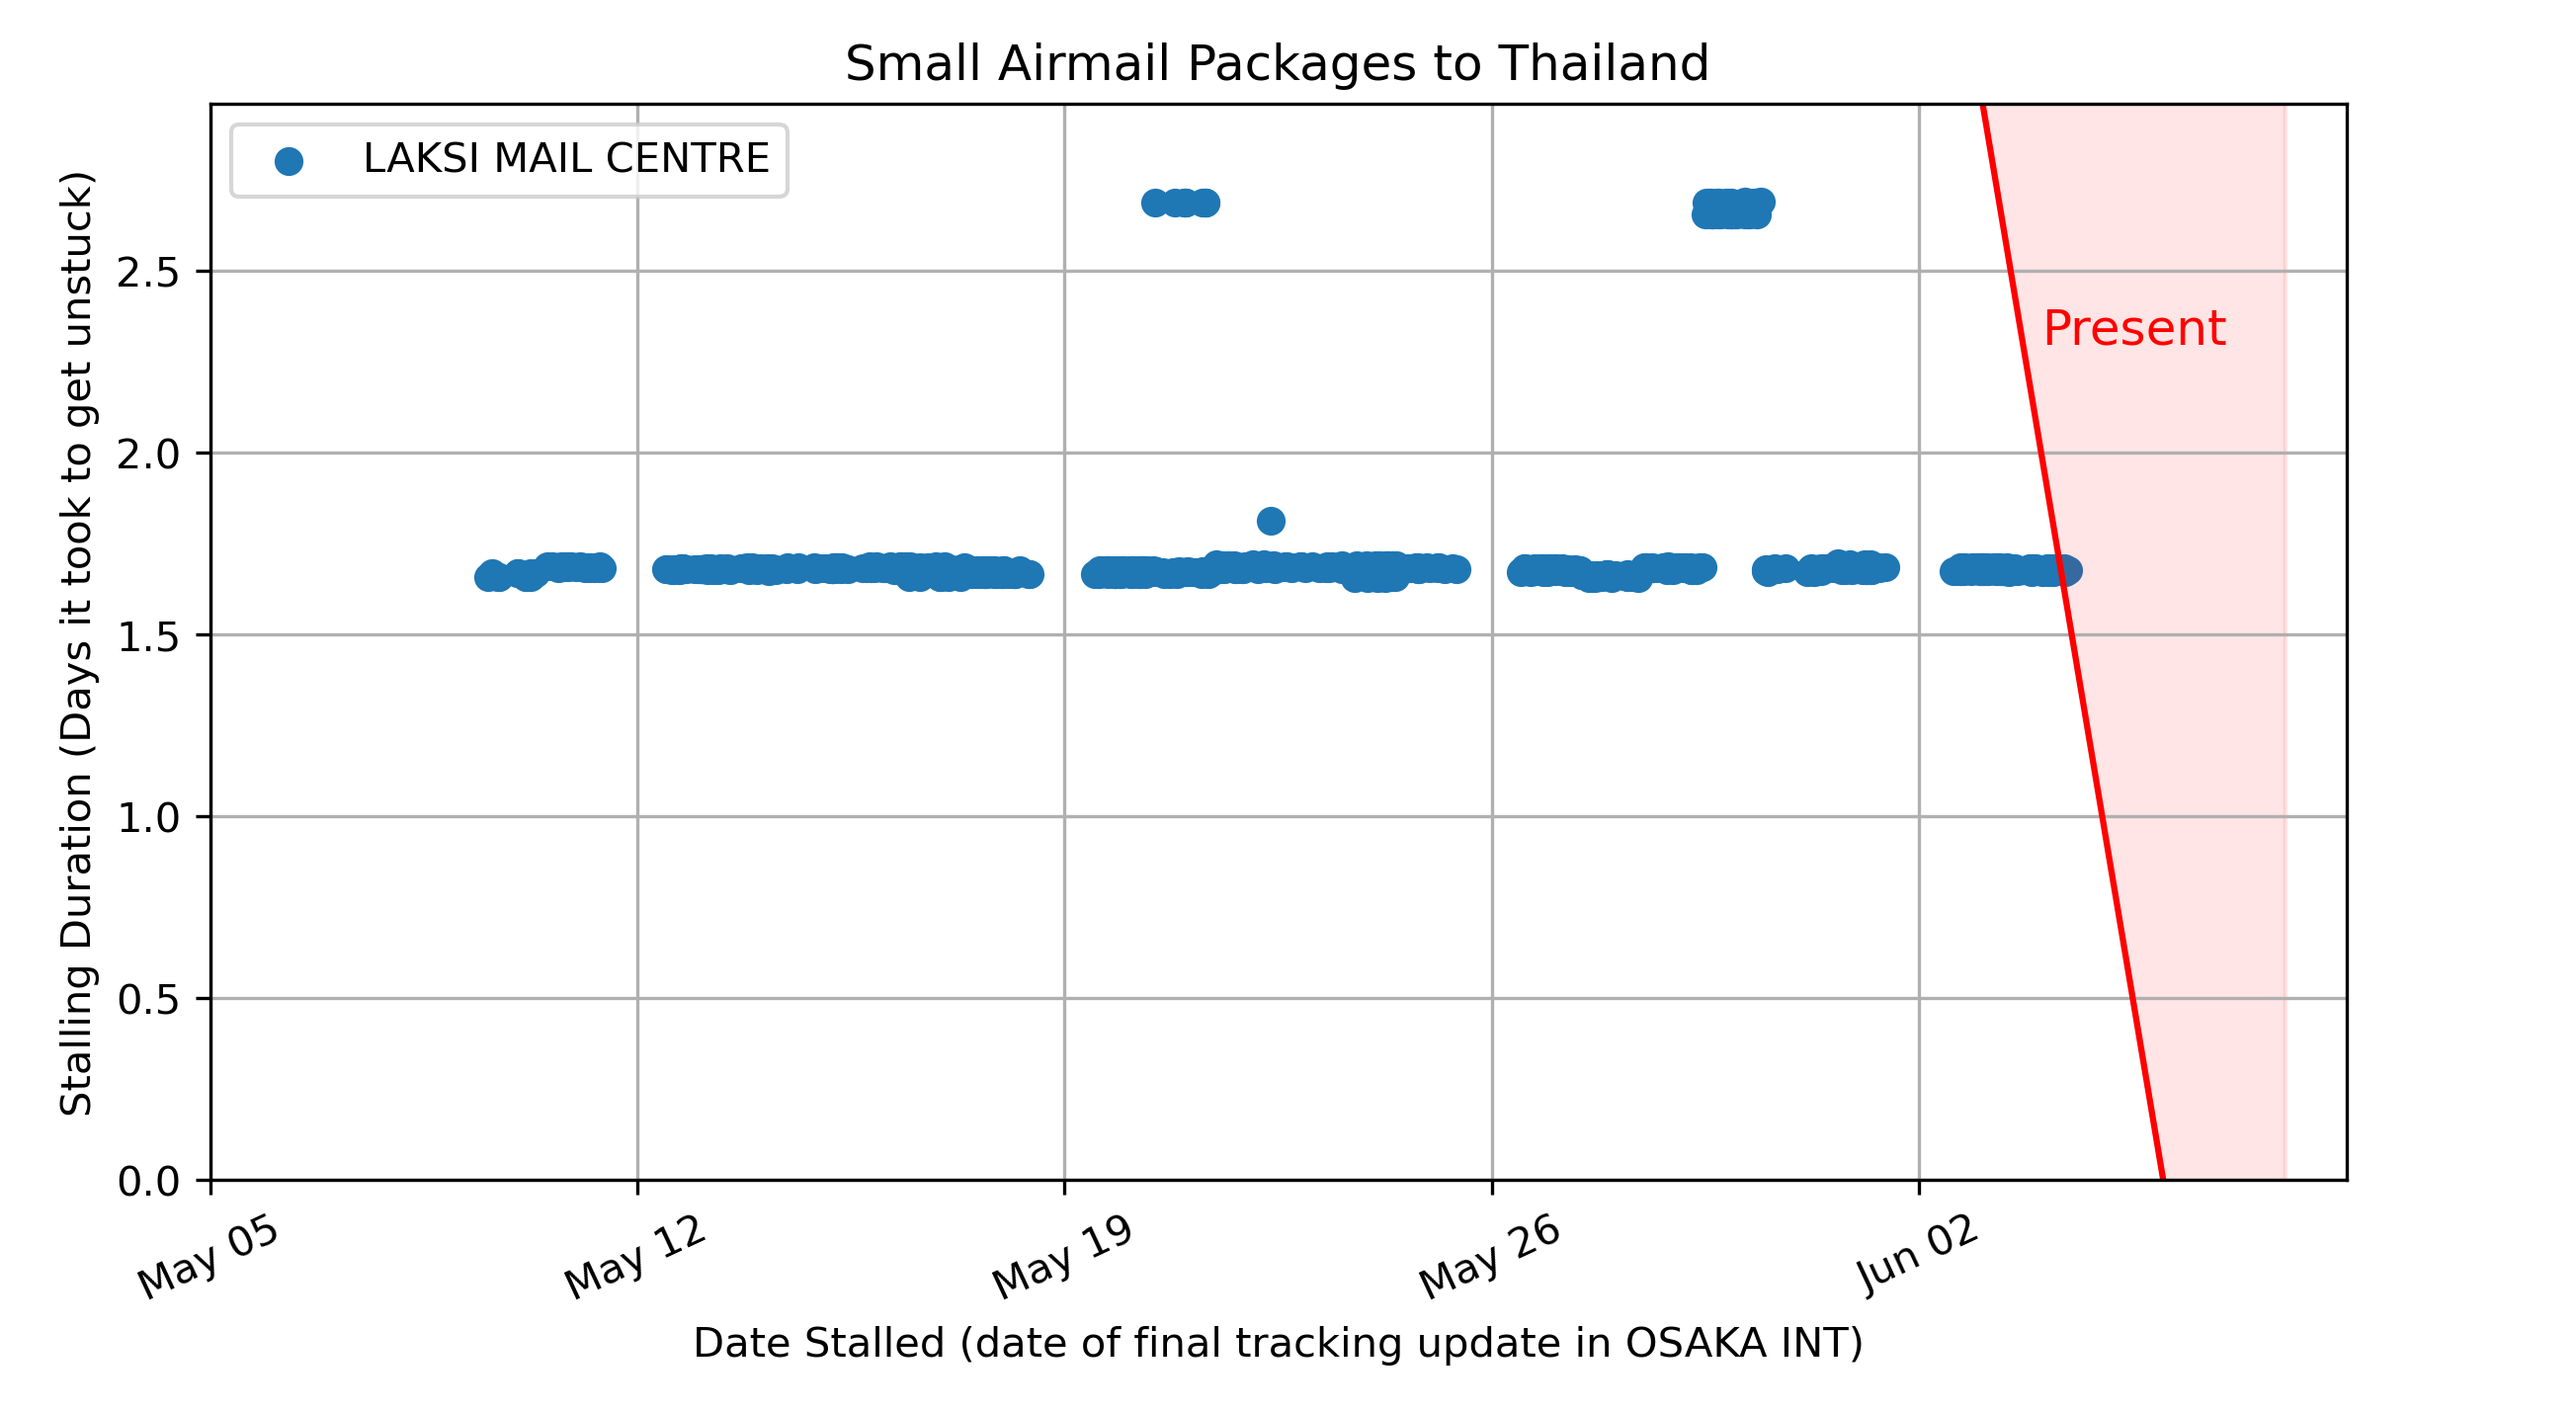 Small Airmail Packages to Thailand
LAKSI MAIL CENTRE
Present
Stalling Duration (Days it took to get unstuck)
2.5
2.0
1.5
1.0
0.5
0.0
May 05
May 12
May 19
May 26
Jun 02
Date Stalled (date of final tracking update in OSAKA INT)